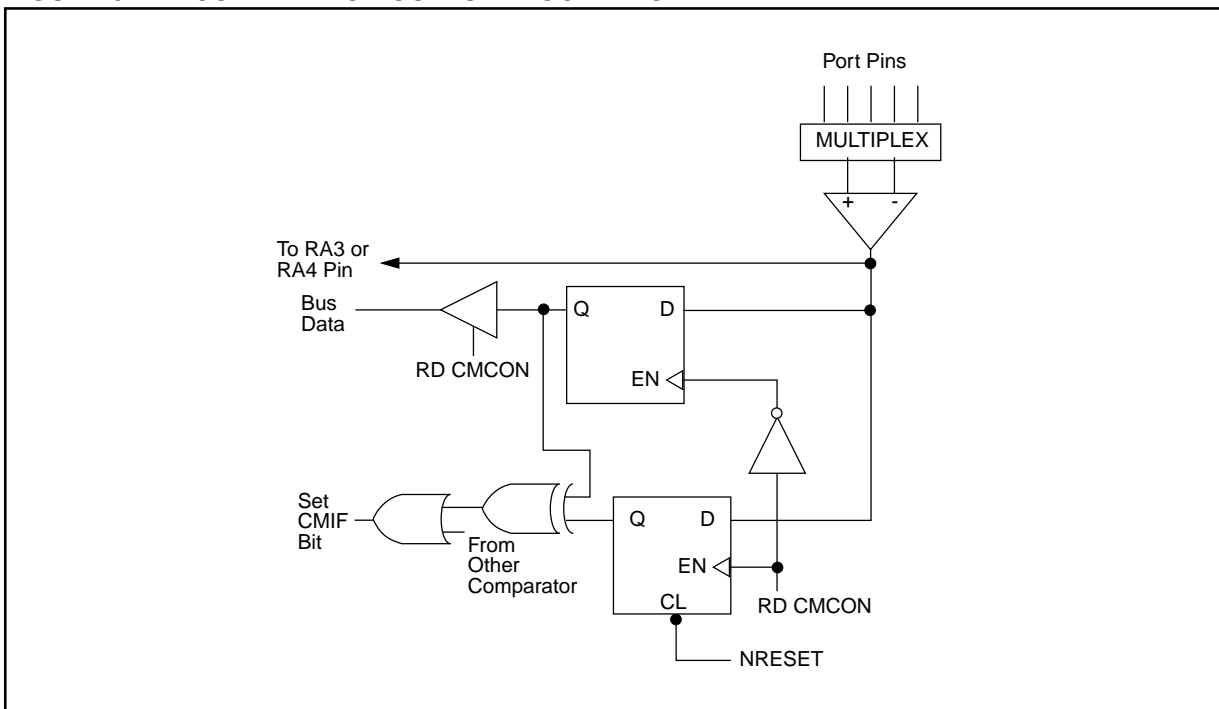 Port Pins
MULTIPLEX
+ -
To RA3 or
RA4 Pin
Bus
Data
RD CMCON
Q D
EN
Set
CMIF
Bit
From
Other
Comparator
Q D
EN
CL
RD CMCON
NRESET